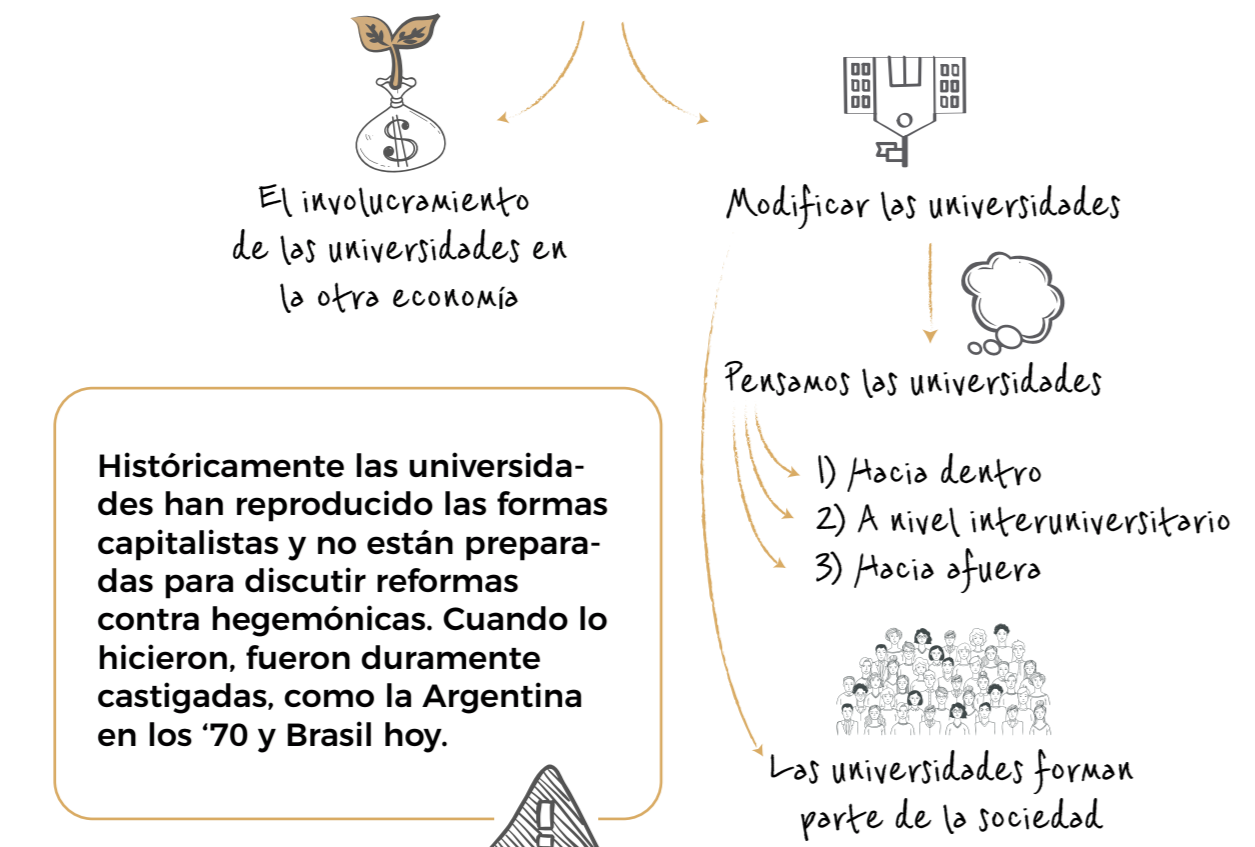 El involucramiento
de las universidades en
la otra economía
Modificar las universidades
Pensamos las universidades
1) Hacia dentro
2) A nivel interuniversitario
3) Hacia afuera
Históricamente las universida-
des han reproducido las formas
capitalistas y no están prepara-
das para discutir reformas
contra hegemónicas. Cuando lo
hicieron, fueron duramente
castigadas, como la Argentina
en los ‘70 y Brasil hoy.
Las universidades forman
parte de la sociedad